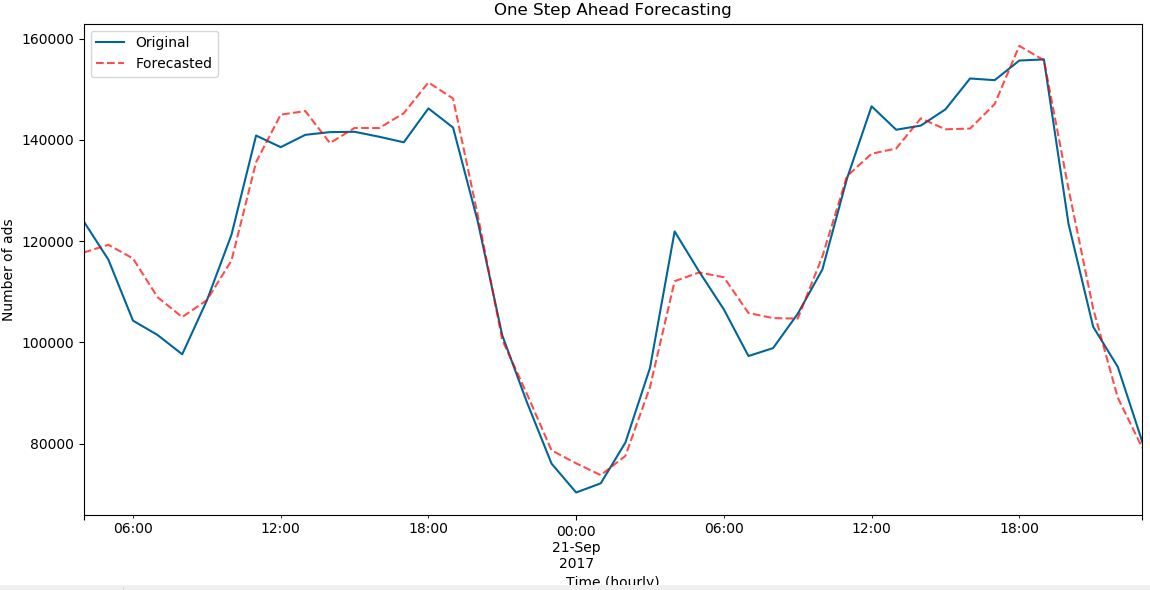 One Step Ahead Forecasting
Original
Forecasted
Number of ads
160000
140000
120000
100000
80000
06:00
12:00
18:00
00:00
21-Sep
2017
06:00
12:00
18:00
Time (hourly)